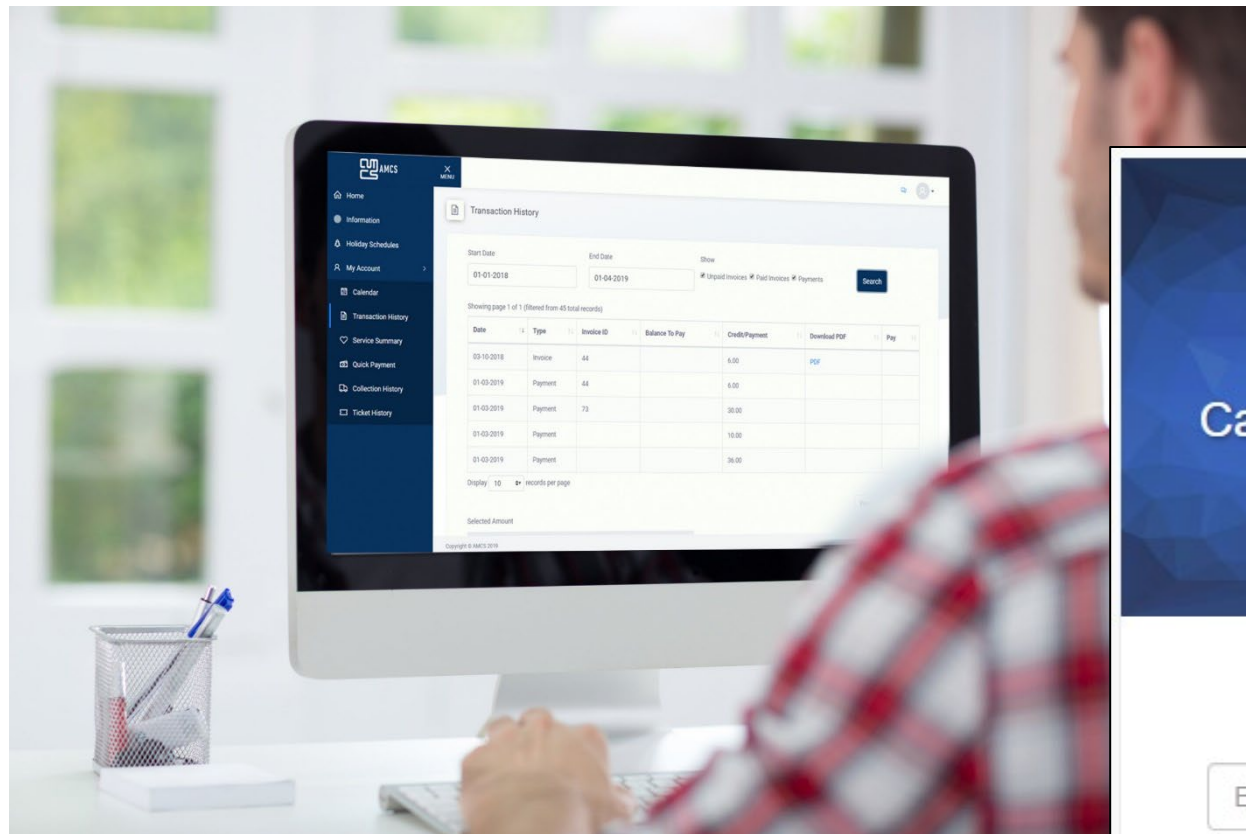 AMCS
MENU
Home
Information
Holiday Schedules
My Account
Calendar
Transaction History
Service Summary
Quick Payment
Collection History
Ticket History
Transaction History
Start Date End Date Show
01-01-2018 01-04-2019 Unpaid Invoices Paid Invoices Payments Search
Showing page 1 of 1 (filtered from 45 total records)
Date Type Invoice ID Balance To Pay Credit/Payment Download PDF Pay
03-10-2018 Invoice 44 6.00 PDF
01-03-2019 Payment 44 6.00
01-03-2019 Payment 73 30.00
01-03-2019 Payment 10.00
01-03-2019 Payment 36.00
Display 10 records per page
Selected Amount
Copyright © AMCS 2019
Ca
E